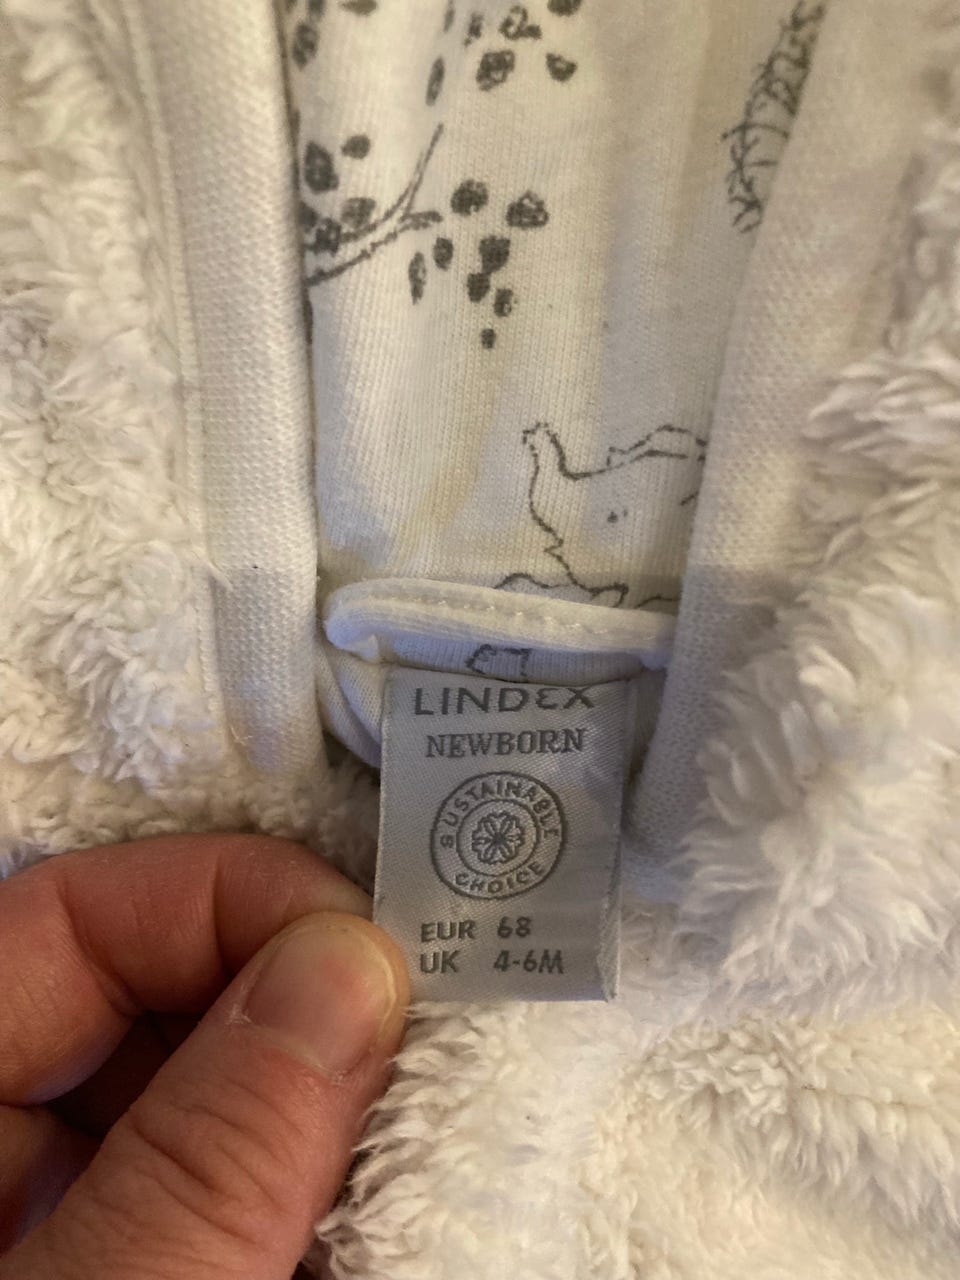 LINDEX
NEWBORN
SUSTAINABLE
CHOICE
EUR 68
UK 4-6M